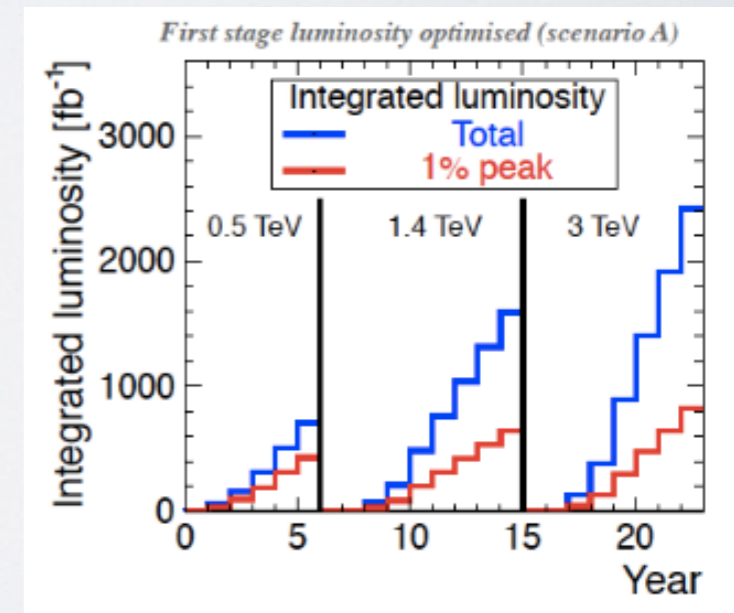 First stage luminosity optimised (scenario A)
Integrated luminosity [fb⁻¹]
Integrated luminosity
Total
1% peak
0.5 TeV 1.4 TeV 3 TeV
3000
2000
1000
0
0 5 10 15 20
Year